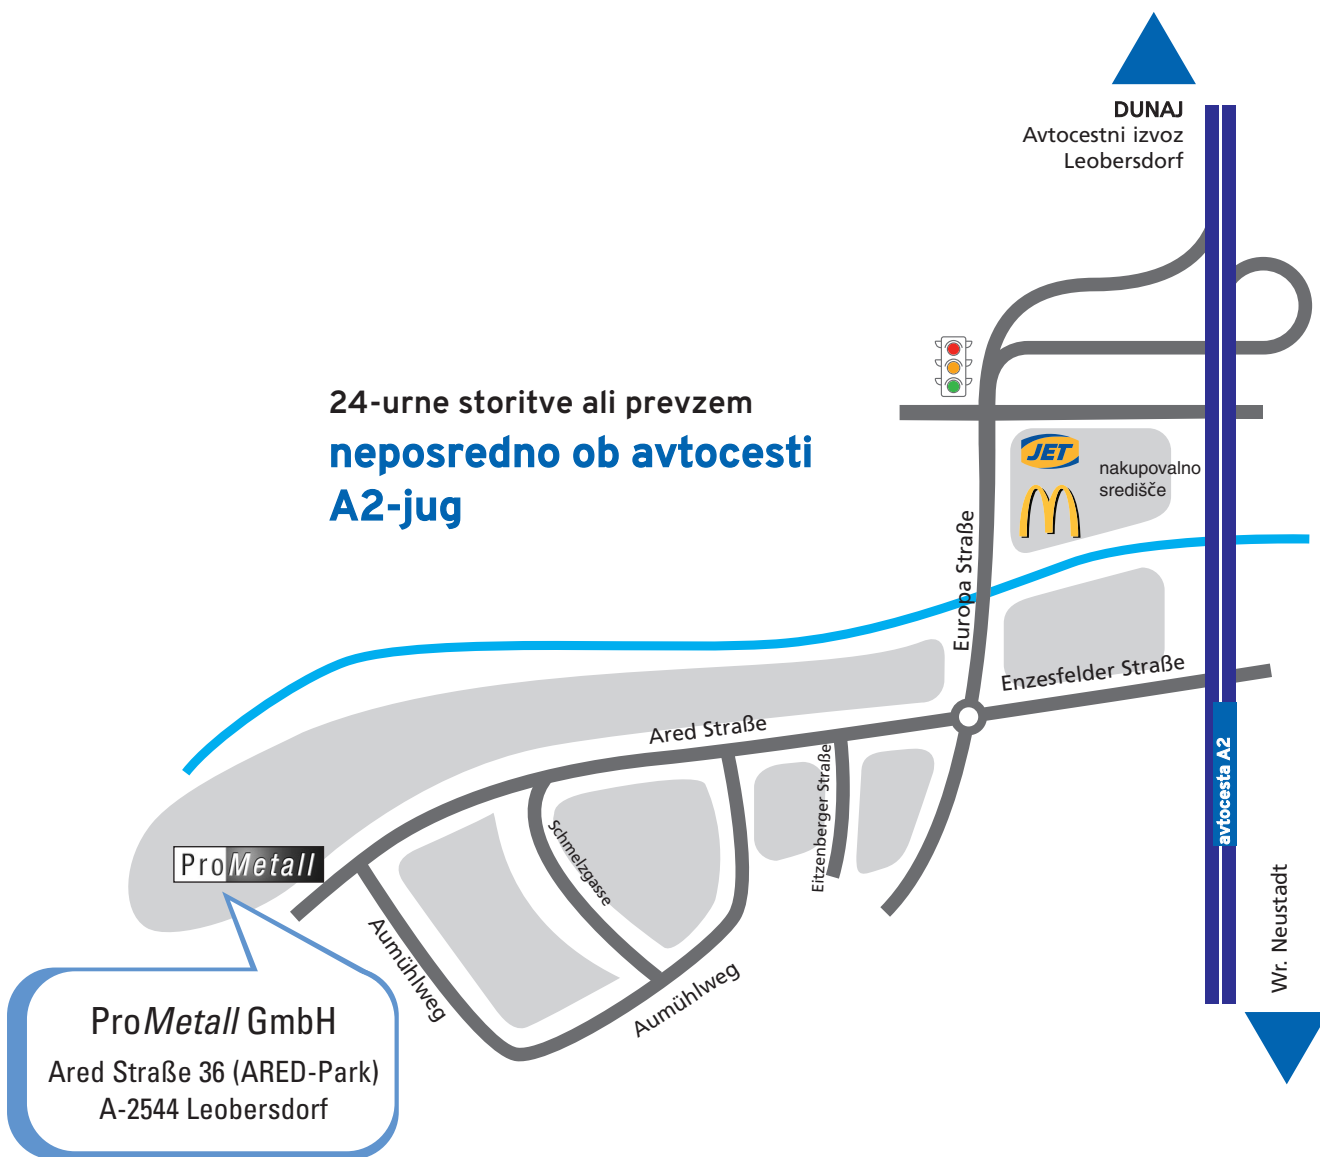 DUNAJ
Avtocestni izvoz
Leobersdorf
24-urne storitve ali prevzem
neposredno ob avtocesti
A2-jug
JET
nakupovalno
središče
Europa Straße
Enzesfelder Straße
Ared Straße
Eitzenberger Straße
Schmelzgasse
avtocesta A2
ProMetall
Aumühlweg
Aumühlweg
Wr. Neustadt
ProMetall GmbH
Ared Straße 36 (ARED-Park)
A-2544 Leobersdorf